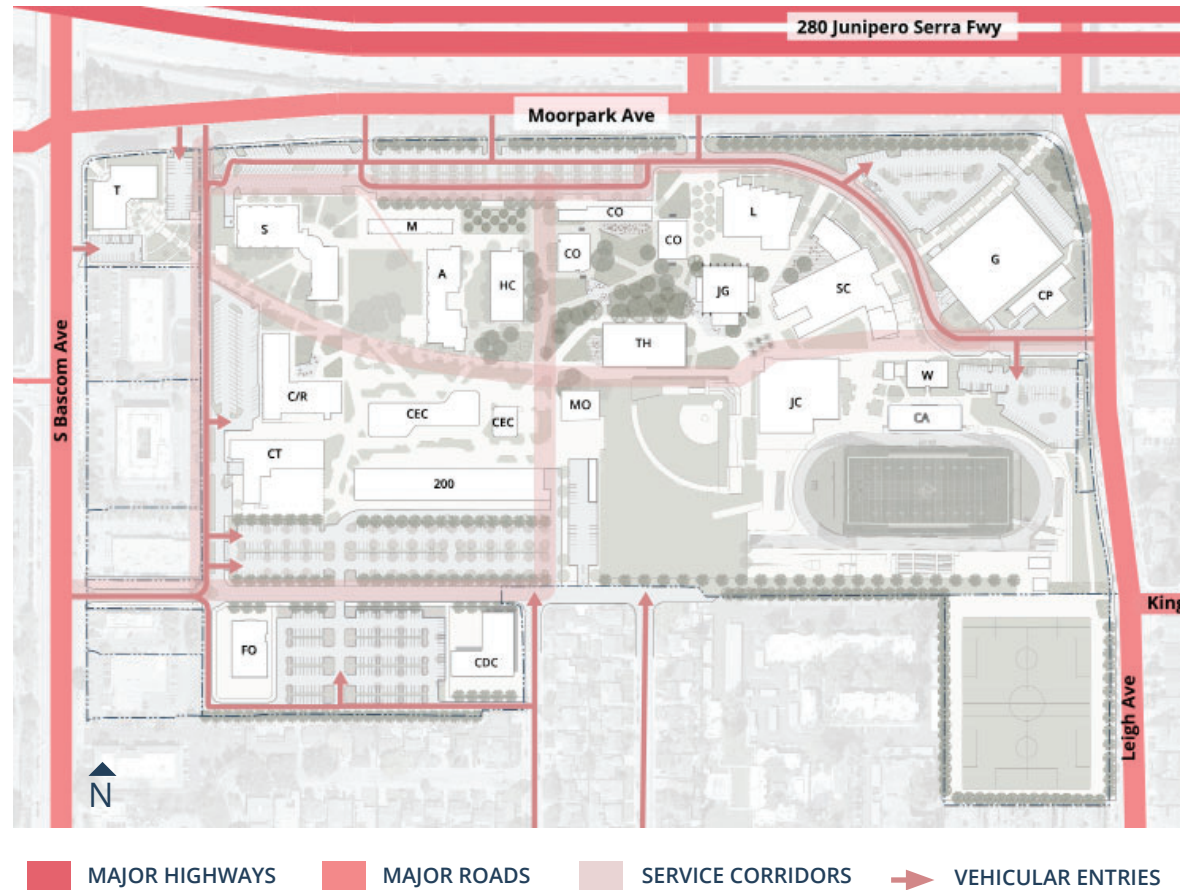 280 Junipero Serra Fwy
Moorpark Ave
T
S
M
A
HC
CO
CO
CO
L
JG
SC
G
CP
TH
S Bascom Ave
C/R
CEC
CEC
MO
JC
W
CA
CT
200
King
FO
CDC
Leigh Ave
N
MAJOR HIGHWAYS
MAJOR ROADS
SERVICE CORRIDORS
VEHICULAR ENTRIES